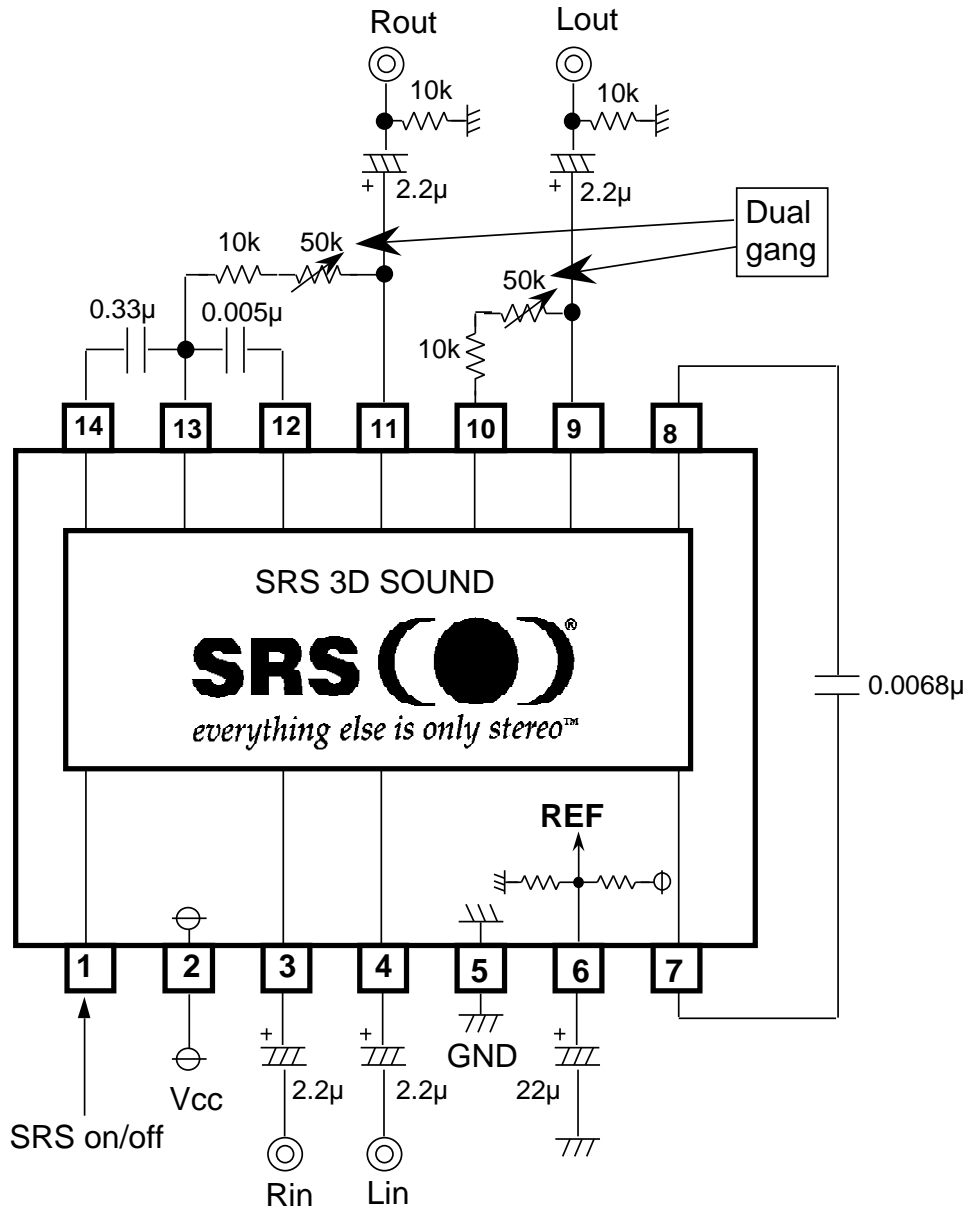 Rout
Lout
10k
10k
+ 2.2µ
+ 2.2µ
Dual
gang
10k
50k
50k
0.33µ
0.005µ
10k
14
13
12
11
10
9
8
SRS 3D SOUND
SRS ®
everything else is only stereo™
0.0068µ
REF
1
2
3
4
5
6
7
+
+
+
GND
Vcc
2.2µ
2.2µ
22µ
SRS on/off
Rin
Lin